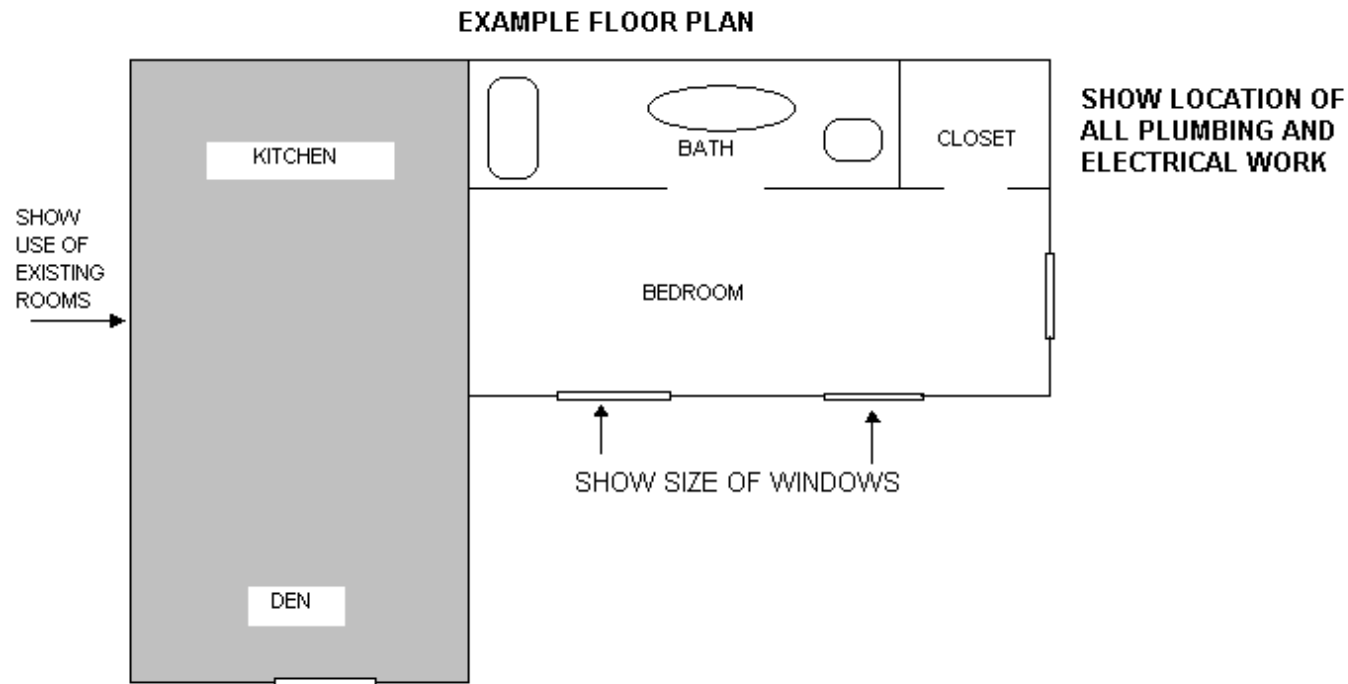 EXAMPLE FLOOR PLAN
SHOW LOCATION OF
ALL PLUMBING AND
ELECTRICAL WORK
KITCHEN
BATH
CLOSET
SHOW
USE OF
EXISTING
ROOMS
BEDROOM
SHOW SIZE OF WINDOWS
DEN